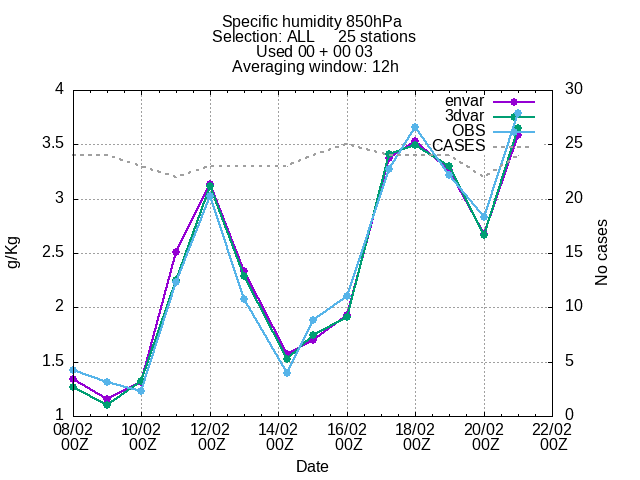 Specific humidity 850hPa
Selection: ALL 25 stations
Used 00 + 00 03
Averaging window: 12h
4
3.5
3
2.5
2
1.5
1
g/Kg
30
25
20
15
10
5
0
No cases
envar
3dvar
OBS
CASES
08/02 10/02 12/02 14/02 16/02 18/02 20/02 22/02
00Z 00Z 00Z 00Z 00Z 00Z 00Z 00Z
Date